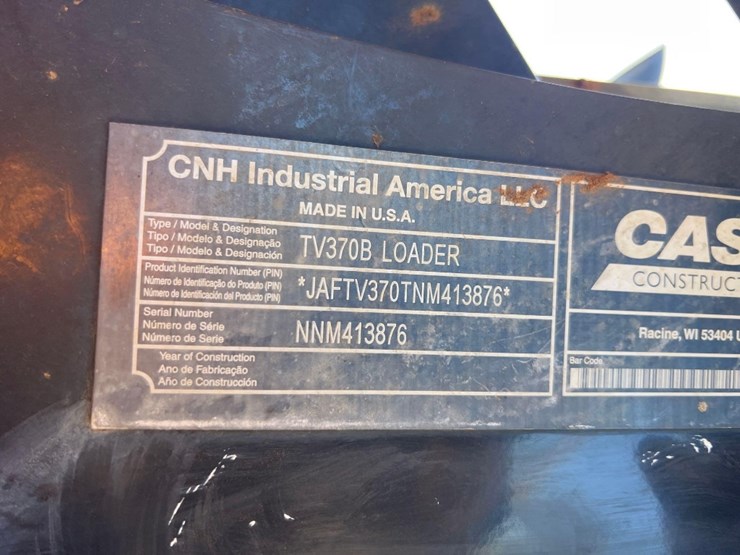 CNH Industrial America LLC
MADE IN U.S.A.
Type / Model & Designation
Tipo / Modelo & Designação
Tipo / Modelo & Designación
TV370B LOADER
Product Identification Number (PIN)
Número de Identificação do Produto (PIN)
Número de Identificación del Producto (PIN)
*JAFTV370TNM413876*
Serial Number
Número de Série
Número de Serie
NNM413876
Year of Construction
Ano de Fabricação
Año de Construcción
CAS
CONSTRUCT
Racine, WI 53404 U
Bar Code